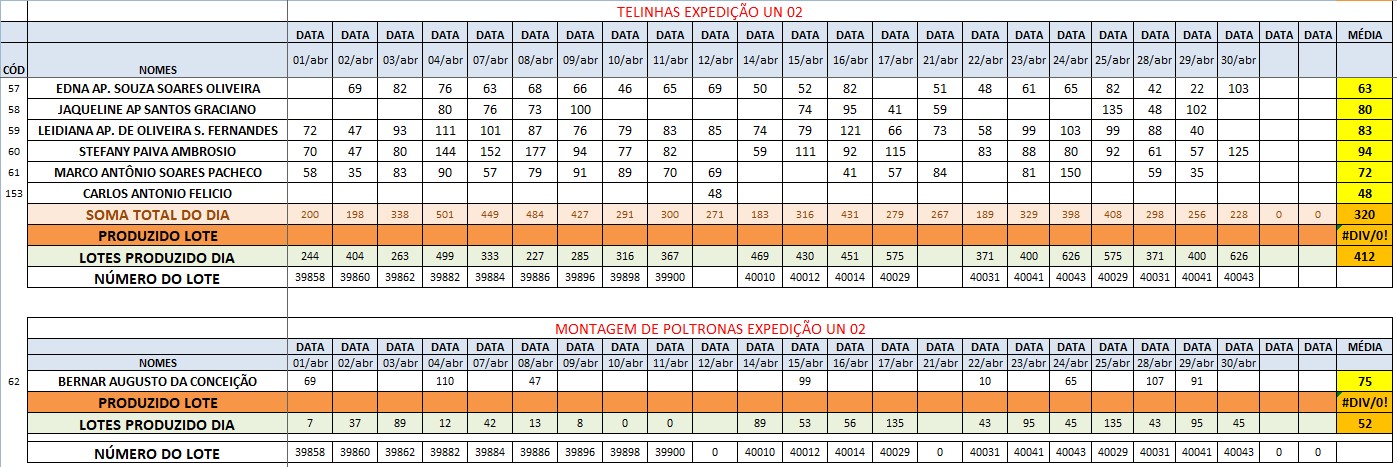 TELINHAS EXPEDIÇÃO UN 02
DATA DATA DATA DATA DATA DATA DATA DATA DATA DATA DATA DATA DATA DATA DATA DATA DATA DATA DATA DATA DATA DATA DATA MÉDIA
CÓD NOMES 01/abr 02/abr 03/abr 04/abr 07/abr 08/abr 09/abr 10/abr 11/abr 12/abr 14/abr 15/abr 16/abr 17/abr 21/abr 22/abr 23/abr 24/abr 25/abr 28/abr 29/abr 30/abr
57 EDNA AP. SOUZA SOARES OLIVEIRA 69 82 76 63 68 66 46 65 69 50 52 82 51 48 61 65 82 42 22 103 63
58 JAQUELINE AP SANTOS GRACIANO 80 76 73 100 74 95 41 59 135 48 102 80
59 LEIDIANA AP. DE OLIVEIRA S. FERNANDES 72 47 93 111 101 87 76 79 83 85 74 79 121 66 73 58 99 103 99 88 40 83
60 STEFANY PAIVA AMBROSIO 70 47 80 144 152 177 94 77 82 59 111 92 115 83 88 80 92 61 57 125 94
61 MARCO ANTÔNIO SOARES PACHECO 58 35 83 90 57 79 91 89 70 69 41 57 84 81 150 59 35 72
153 CARLOS ANTONIO FELICIO 48 48
SOMA TOTAL DO DIA 200 198 338 501 449 484 427 291 300 271 183 316 431 279 267 189 329 398 408 298 256 228 0 0 320
PRODUZIDO LOTE #DIV/0!
LOTES PRODUZIDO DIA 244 404 263 499 333 227 285 316 367 469 430 451 575 371 400 626 575 371 400 626 412
NÚMERO DO LOTE 39858 39860 39862 39882 39884 39886 39896 39898 39900 40010 40012 40014 40029 40031 40041 40043 40029 40031 40041 40043
MONTAGEM DE POLTRONAS EXPEDIÇÃO UN 02
DATA DATA DATA DATA DATA DATA DATA DATA DATA DATA DATA DATA DATA DATA DATA DATA DATA DATA DATA DATA DATA DATA DATA DATA MÉDIA
NOMES 01/abr 02/abr 03/abr 04/abr 07/abr 08/abr 09/abr 10/abr 11/abr 12/abr 14/abr 15/abr 16/abr 17/abr 21/abr 22/abr 23/abr 24/abr 25/abr 28/abr 29/abr 30/abr
62 BERNAR AUGUSTO DA CONCEIÇÃO 69 110 47 99 10 65 107 91 75
PRODUZIDO LOTE #DIV/0!
LOTES PRODUZIDO DIA 7 37 89 12 42 13 8 0 0 89 53 56 135 43 95 45 135 43 95 45 52
NÚMERO DO LOTE 39858 39860 39862 39882 39884 39886 39896 39898 39900 0 40010 40012 40014 40029 0 40031 40041 40043 40029 40031 40041 40043 0 0